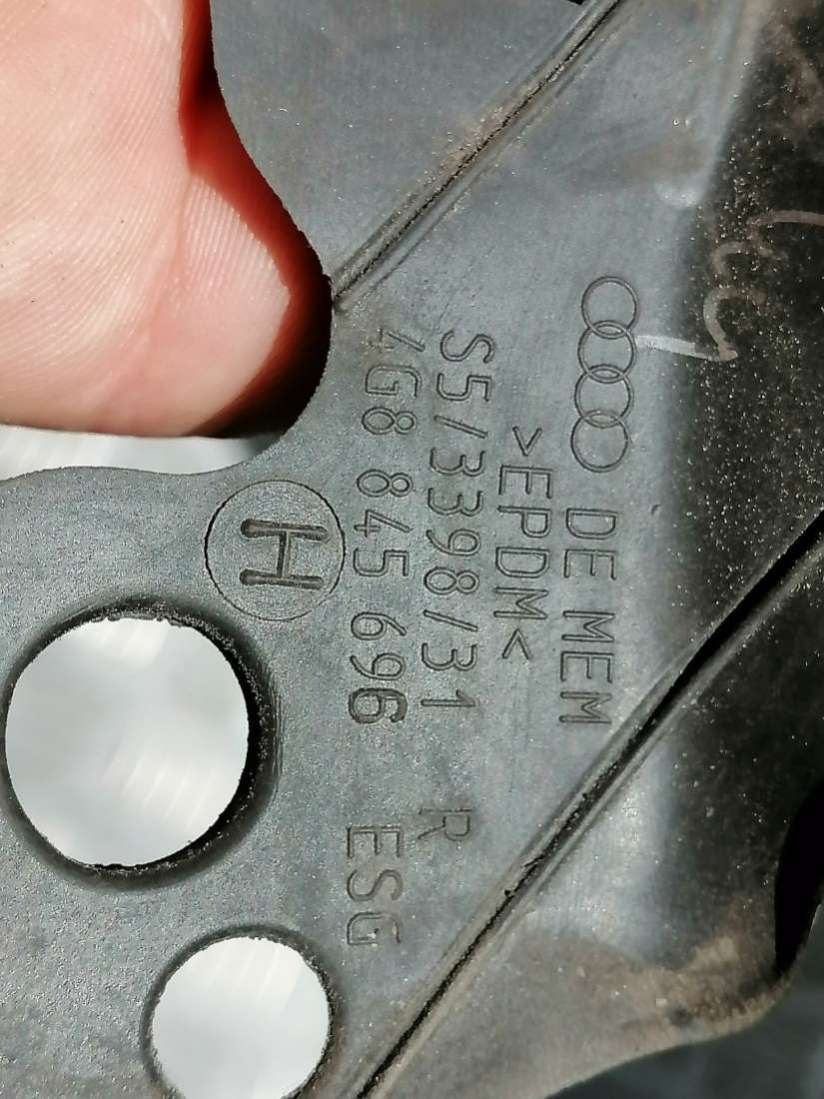 DE MEM
>EPDM<
S5/3398/31 R
4G8 845 696 ESG
H